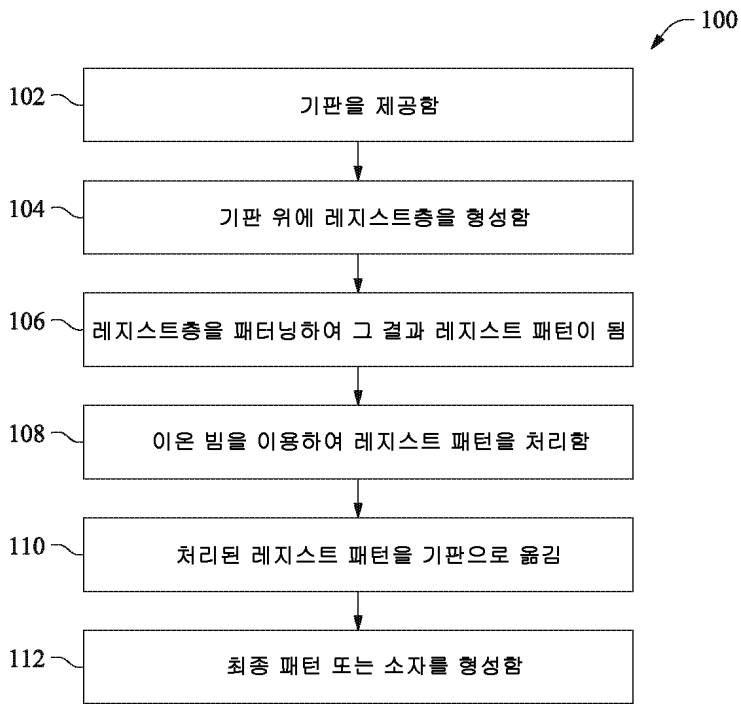 100
102
기판을 제공함
104
기판 위에 레지스트층을 형성함
106
레지스트층을 패터닝하여 그 결과 레지스트 패턴이 됨
108
이온 빔을 이용하여 레지스트 패턴을 처리함
110
처리된 레지스트 패턴을 기판으로 옮김
112
최종 패턴 또는 소자를 형성함